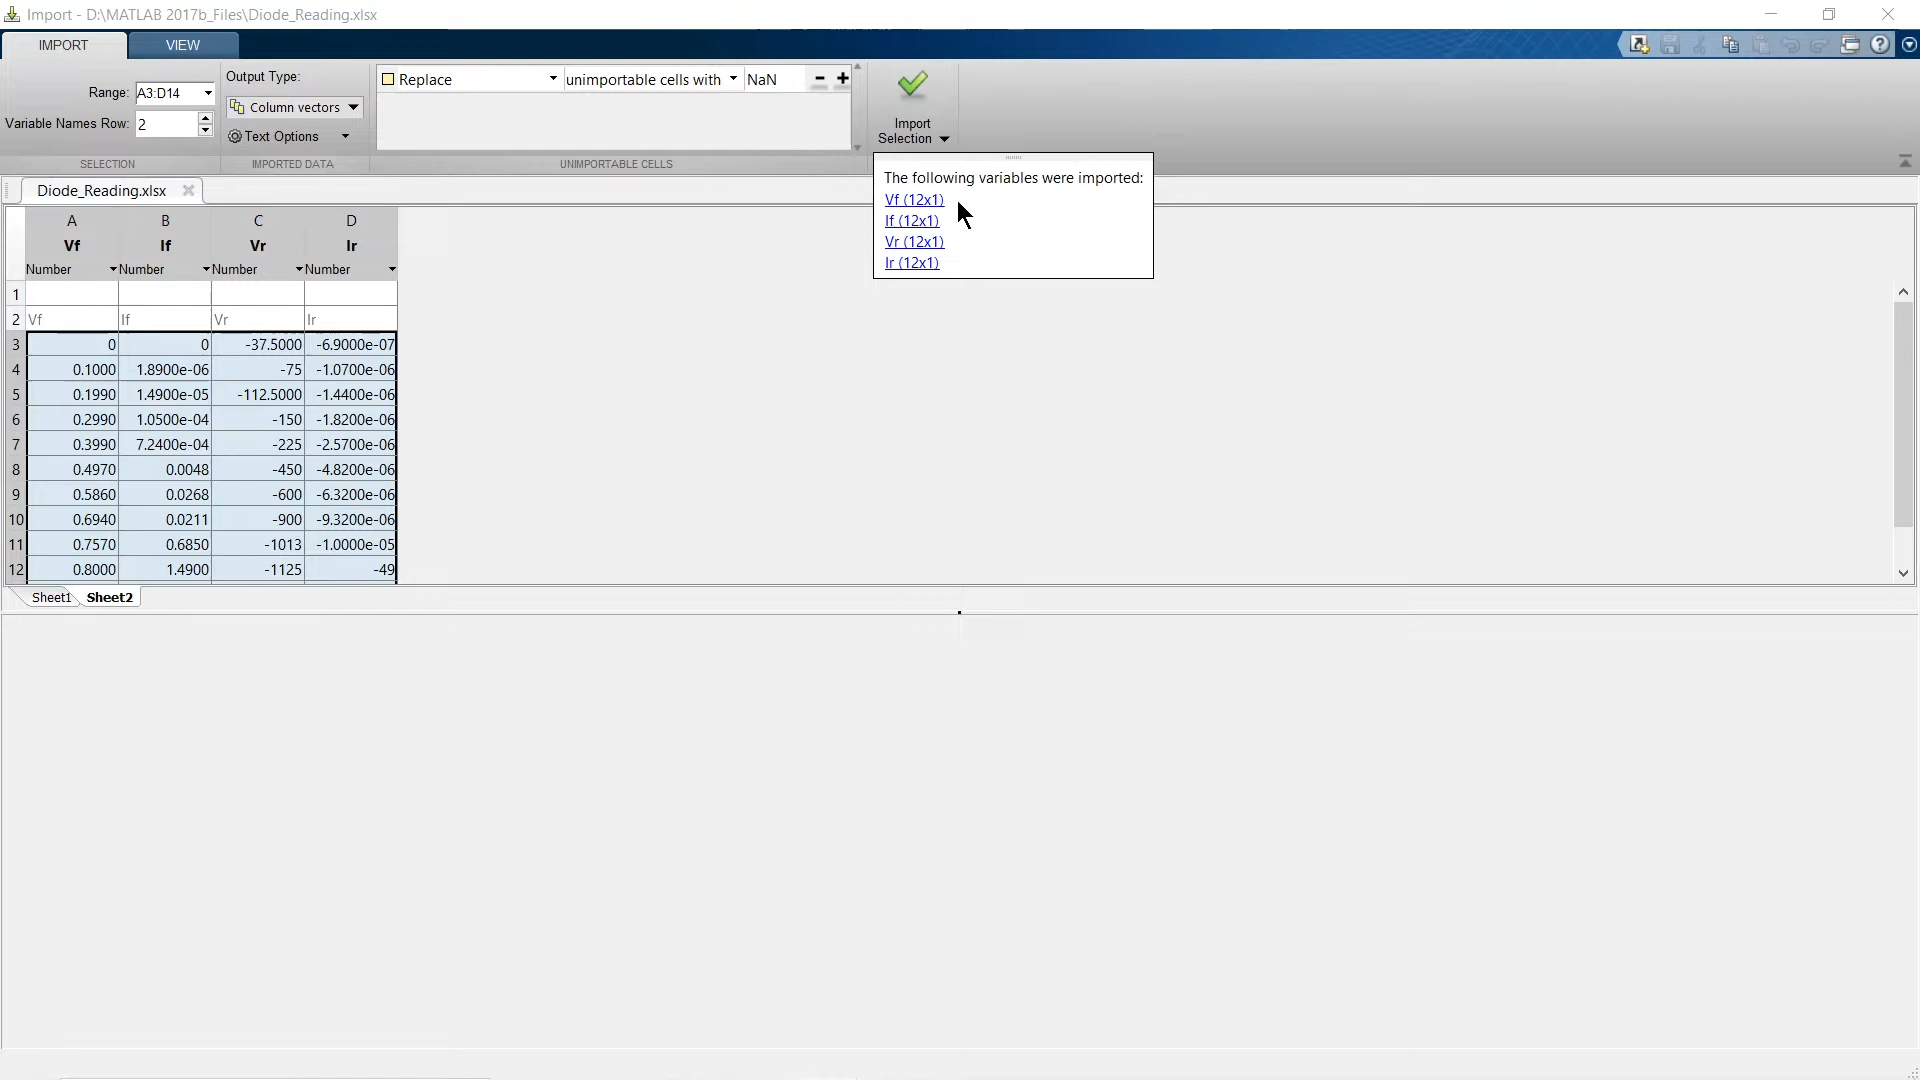 Import - D:\MATLAB 2017b_Files\Diode_Reading.xlsx
IMPORT VIEW
Range: A3:D14
Variable Names Row: 2
SELECTION
Output Type:
Column vectors
Text Options
IMPORTED DATA
Replace unimportable cells with NaN
UNIMPORTABLE CELLS
Import
Selection
The following variables were imported:
Vf (12x1)
If (12x1)
Vr (12x1)
Ir (12x1)
Diode_Reading.xlsx
A B C D
Vf If Vr Ir
Number Number Number Number
1
2 Vf If Vr Ir
3 0 0 -37.5000 -6.9000e-07
4 0.1000 1.8900e-06 -75 -1.0700e-06
5 0.1990 1.4900e-05 -112.5000 -1.4400e-06
6 0.2990 1.0500e-04 -150 -1.8200e-06
7 0.3990 7.2400e-04 -225 -2.5700e-06
8 0.4970 0.0048 -450 -4.8200e-06
9 0.5860 0.0268 -600 -6.3200e-06
10 0.6940 0.0211 -900 -9.3200e-06
11 0.7570 0.6850 -1013 -1.0000e-05
12 0.8000 1.4900 -1125 -49
Sheet1 Sheet2